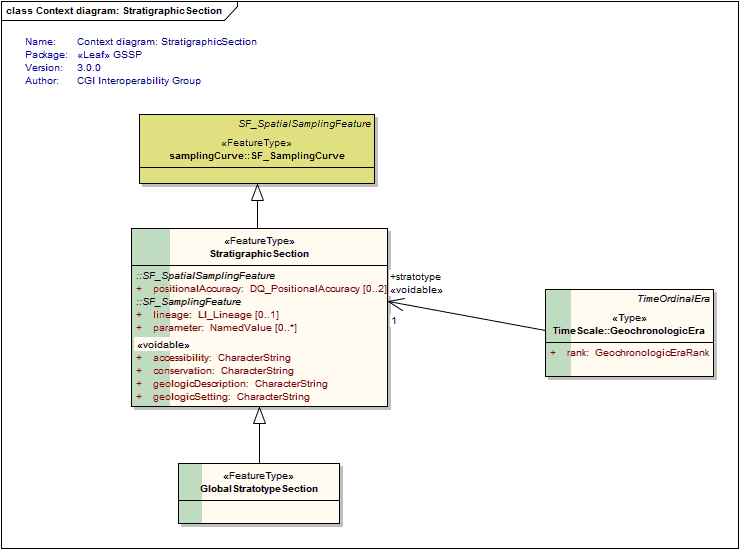 class Context diagram: StratigraphicSection
Name: Context diagram: StratigraphicSection
Package: «Leaf» GSSP
Version: 3.0.0
Author: CGI Interoperability Group
SF_SpatialSamplingFeature
«FeatureType»
samplingCurve::SF_SamplingCurve
«FeatureType»
StratigraphicSection
::SF_SpatialSamplingFeature
+ positionalAccuracy: DQ_PositionalAccuracy [0..2]
::SF_SamplingFeature
+ lineage: LI_Lineage [0..1]
+ parameter: NamedValue [0..*]
«voidable»
+ accessibility: CharacterString
+ conservation: CharacterString
+ geologicDescription: CharacterString
+ geologicSetting: CharacterString
+stratotype
«voidable»
1
TimeOrdinalEra
«Type»
TimeScale::GeochronologicEra
+ rank: GeochronologicEraRank
«FeatureType»
GlobalStratotypeSection